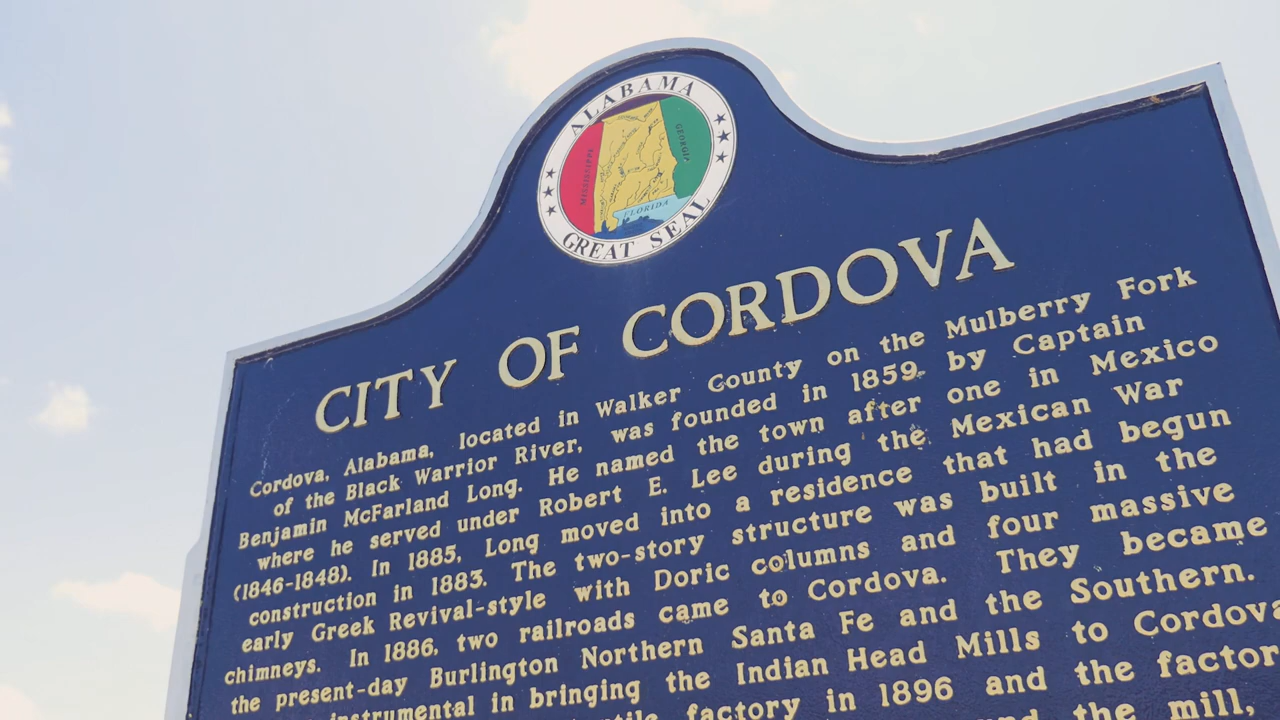 ALABAMA
MISSISSIPPI
GEORGIA
FLORIDA
GREAT SEAL
CITY OF CORDOVA
Cordova, Alabama, located in Walker County on the Mulberry Fork
of the Black Warrior River, was founded in 1859 by Captain
Benjamin McFarland Long. He named the town after one in Mexico
where he served under Robert E. Lee during the Mexican War
(1846-1848). In 1885, Long moved into a residence that had begun
construction in 1883. The two-story structure was built in the
early Greek Revival-style with Doric columns and four massive
chimneys. In 1886, two railroads came to Cordova. They became
the present-day Burlington Northern Santa Fe and the Southern.
instrumental in bringing the Indian Head Mills to Cordova
factory in 1896 and the factor
the mill,